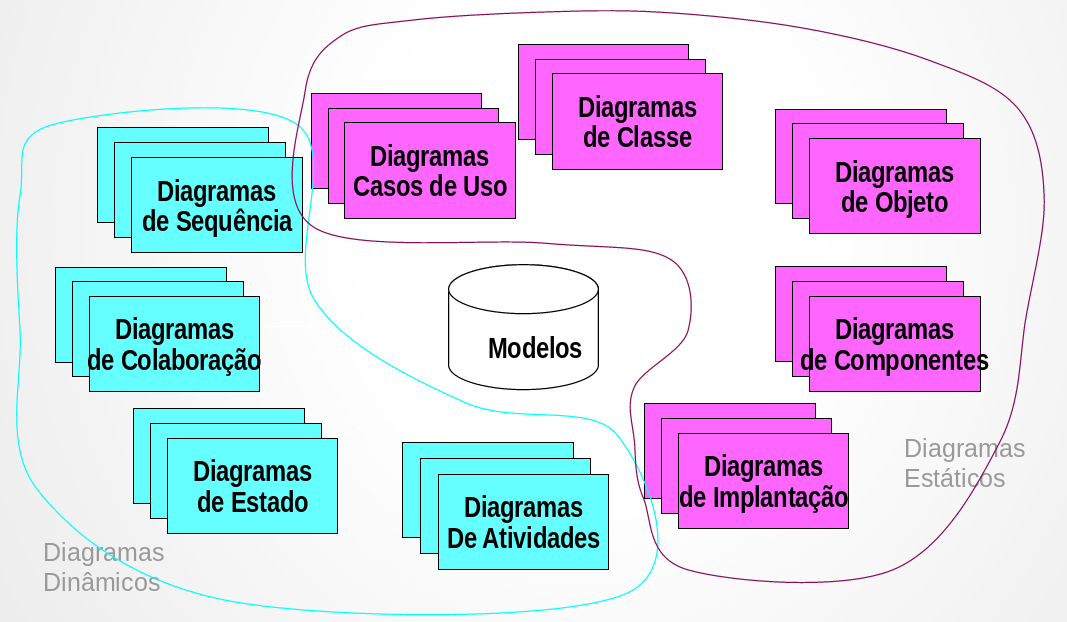 Diagramas
de Classe
Diagramas
Casos de Uso
Diagramas
de Objeto
Diagramas
de Sequência
Diagramas
de Colaboração
Modelos
Diagramas
de Componentes
Diagramas
de Estado
Diagramas
De Atividades
Diagramas
de Implantação
Diagramas
Estáticos
Diagramas
Dinâmicos